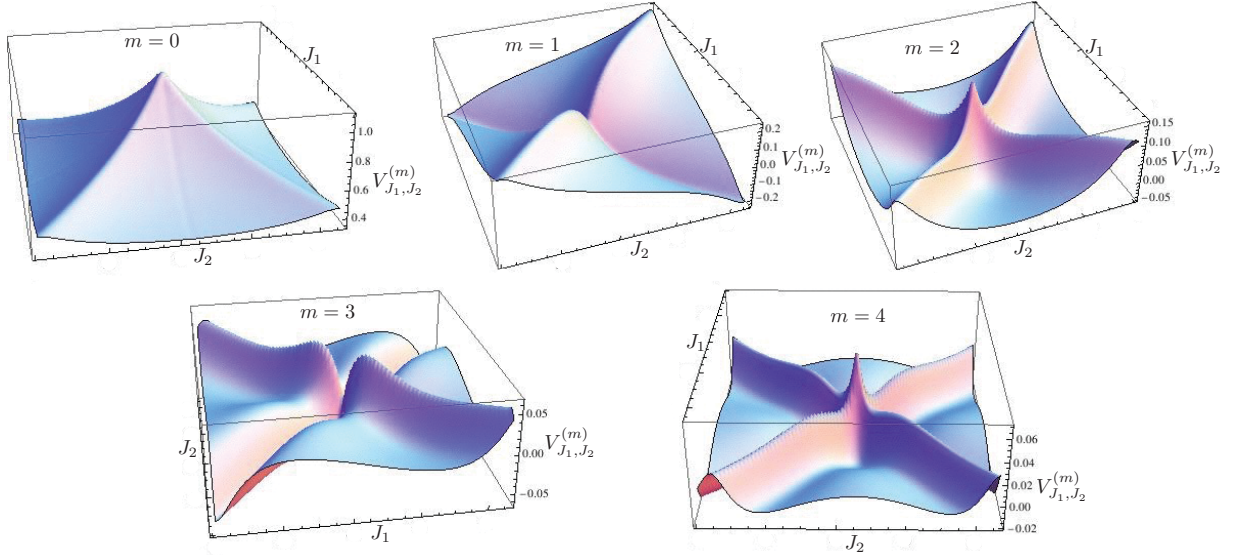 m = 0
J₁
1.0
0.8
0.6
0.4
V⁽ᵐ⁾_{J₁,J₂}
J₂
m = 1
J₁
0.2
0.1
0.0
−0.1
−0.2
V⁽ᵐ⁾_{J₁,J₂}
J₂
m = 2
J₁
0.15
0.10
0.05
0.00
−0.05
V⁽ᵐ⁾_{J₁,J₂}
J₂
m = 3
J₂
0.05
0.00
−0.05
V⁽ᵐ⁾_{J₁,J₂}
J₁
m = 4
J₁
0.06
0.04
0.02
0.00
−0.02
V⁽ᵐ⁾_{J₁,J₂}
J₂